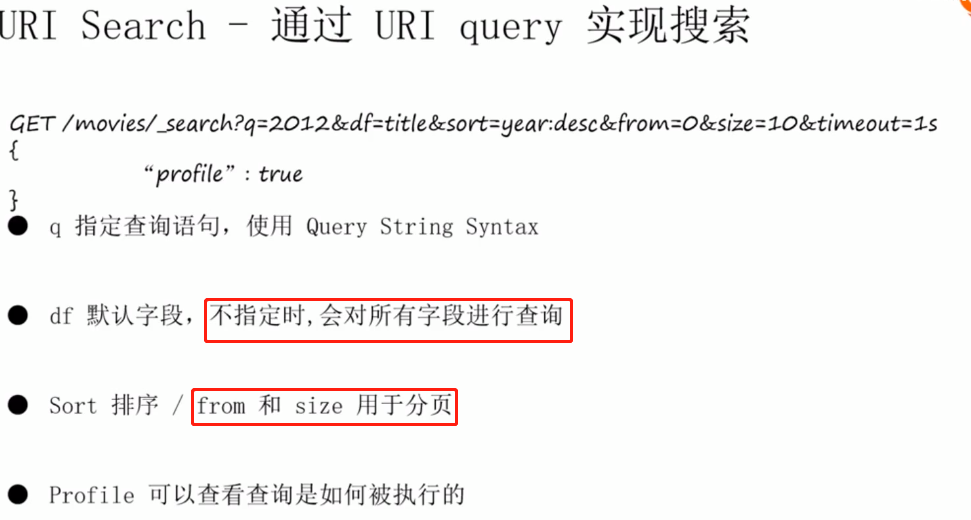 URI Search - 通过 URI query 实现搜索
GET /movies/_search?q=2012&df=title&sort=year:desc&from=0&size=10&timeout=1s
{
“profile” : true
}
● q 指定查询语句，使用 Query String Syntax
● df 默认字段，不指定时,会对所有字段进行查询
● Sort 排序 / from 和 size 用于分页
● Profile 可以查看查询是如何被执行的